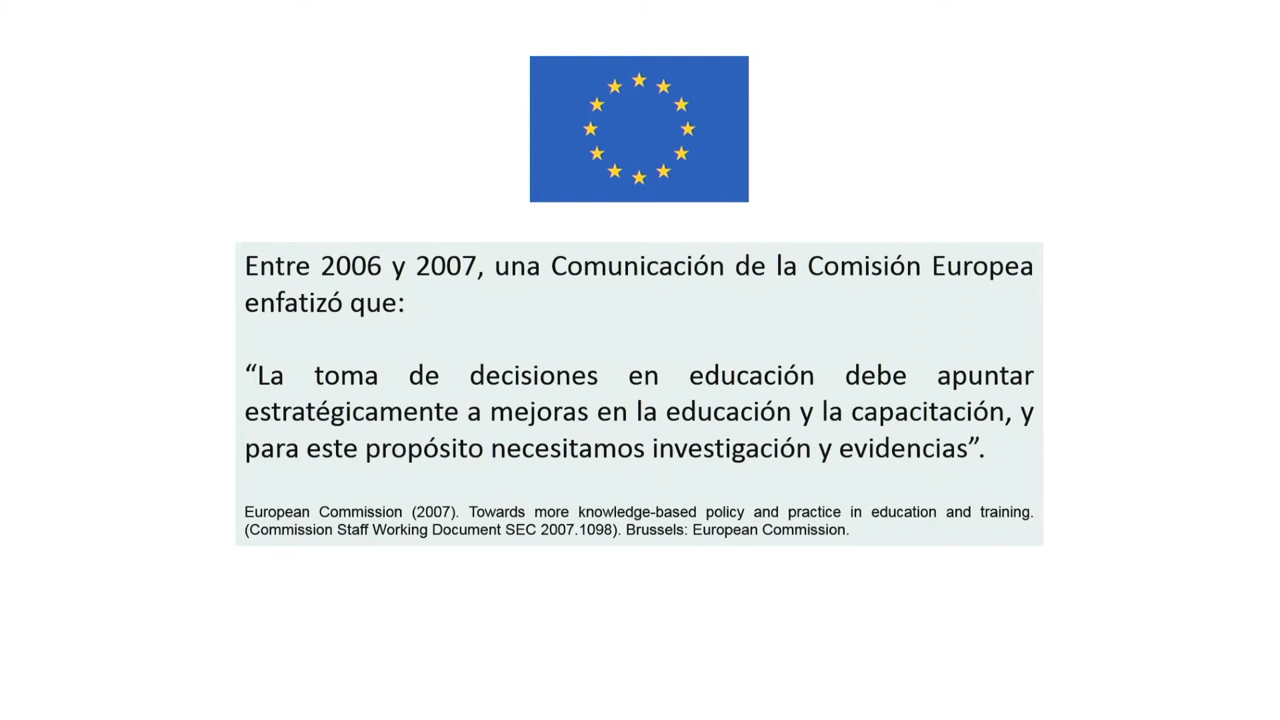 Entre 2006 y 2007, una Comunicación de la Comisión Europea
enfatizó que:
“La toma de decisiones en educación debe apuntar
estratégicamente a mejoras en la educación y la capacitación, y
para este propósito necesitamos investigación y evidencias”.
European Commission (2007). Towards more knowledge-based policy and practice in education and training.
(Commission Staff Working Document SEC 2007.1098). Brussels: European Commission.